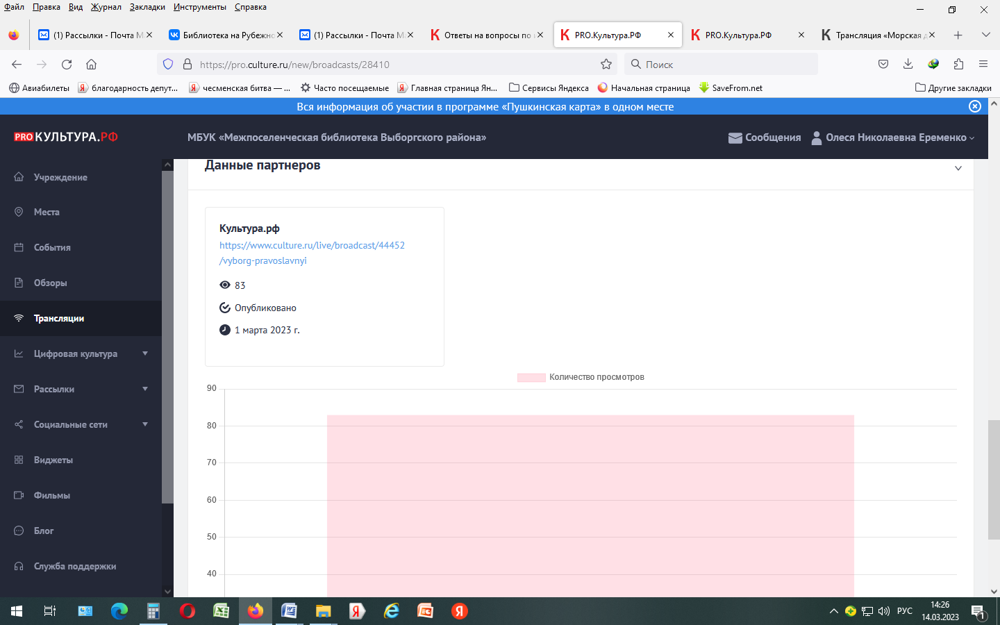 Файл Правка Вид Журнал Закладки Инструменты Справка
(1) Рассылки - Почта М
Библиотека на Рубежно
(1) Рассылки - Почта М
Ответы на вопросы по
PRO.Культура.РФ
PRO.Культура.РФ
Трансляция «Морская д
https://pro.culture.ru/new/broadcasts/28410
Поиск
Авиабилеты
благодарность депут...
чесменская битва — ...
Часто посещаемые
Главная страница Ян...
Сервисы Яндекса
Начальная страница
SaveFrom.net
Другие закладки
Вся информация об участии в программе «Пушкинская карта» в одном месте
PRO КУЛЬТУРА.РФ
МБУК «Межпоселенческая библиотека Выборгского района»
Сообщения
Олеся Николаевна Еременко
Учреждение
Места
События
Обзоры
Трансляции
Цифровая культура
Рассылки
Социальные сети
Виджеты
Фильмы
Блог
Служба поддержки
Данные партнеров
Культура.рф
https://www.culture.ru/live/broadcast/44452
/vyborg-pravoslavnyi
83
Опубликовано
1 марта 2023 г.
Количество просмотров
90
80
70
60
50
40
РУС
14:26
14.03.2023
1